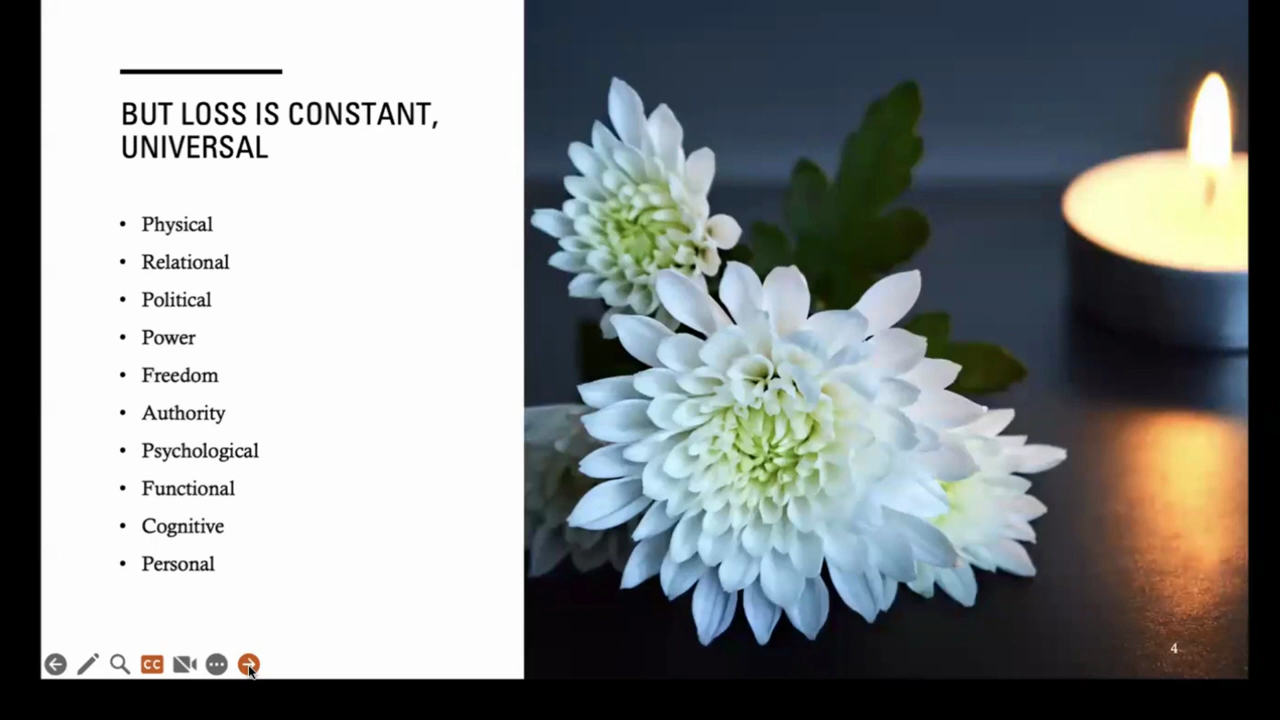 BUT LOSS IS CONSTANT,
UNIVERSAL
• Physical
• Relational
• Political
• Power
• Freedom
• Authority
• Psychological
• Functional
• Cognitive
• Personal
CC
4